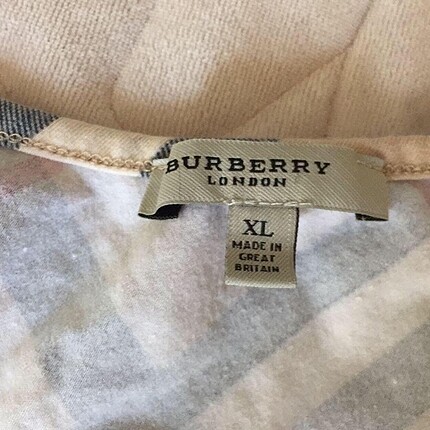 BURBERRY
LONDON
XL
MADE IN
GREAT
BRITAIN